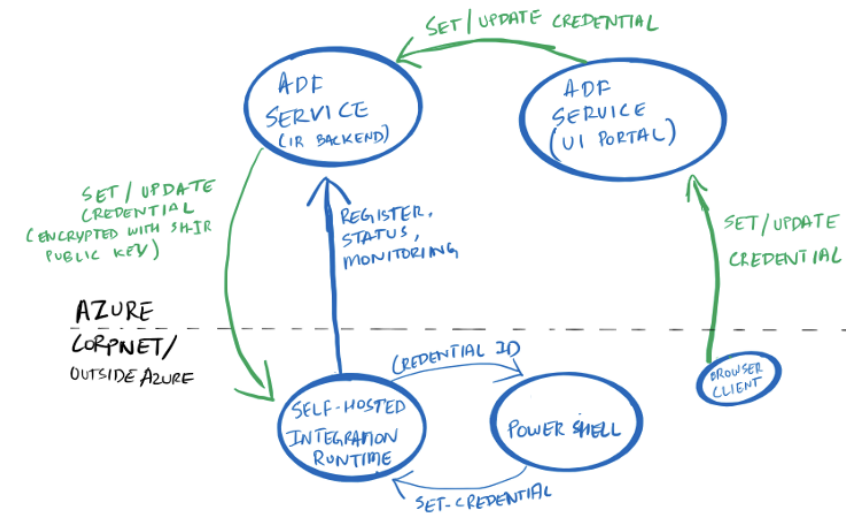 SET/UPDATE CREDENTIAL
ADF
SERVICE
(IR BACKEND)
ADF
SERVICE
(UI PORTAL)
SET/UPDATE
CREDENTIAL
(ENCRYPTED WITH SHIR
PUBLIC KEY)
REGISTER,
STATUS,
MONITORING
SET/UPDATE
CREDENTIAL
AZURE
CORPNET/
OUTSIDE AZURE
CREDENTIAL ID
BROWSER
CLIENT
SELF-HOSTED
INTEGRATION
RUNTIME
POWER SHELL
SET-CREDENTIAL